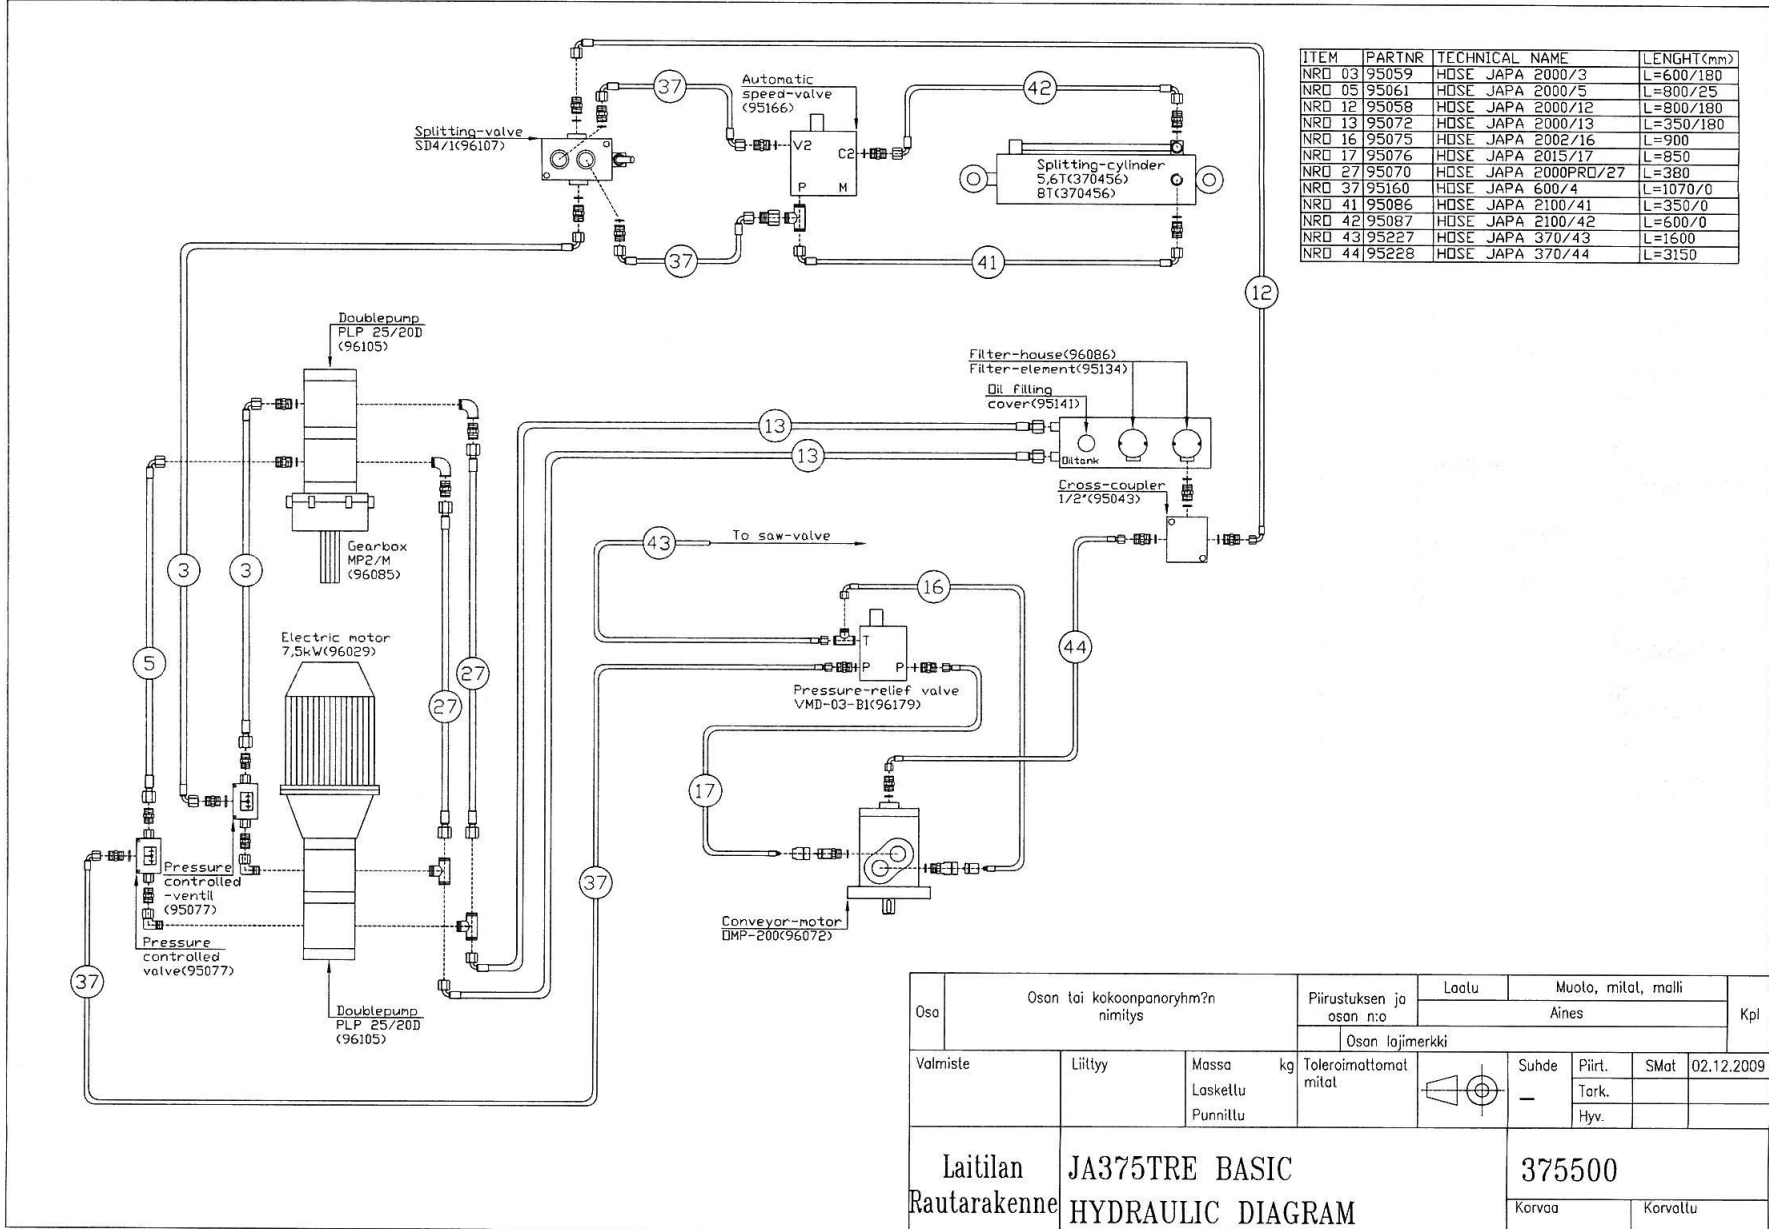 ITEM PARTNR TECHNICAL NAME LENGHT(mm)
NRO 03 95059 HOSE JAPA 2000/3 L=600/180
NRO 05 95061 HOSE JAPA 2000/5 L=800/25
NRO 12 95058 HOSE JAPA 2000/12 L=800/180
NRO 13 95072 HOSE JAPA 2000/13 L=350/180
NRO 16 95075 HOSE JAPA 2002/16 L=900
NRO 17 95076 HOSE JAPA 2015/17 L=850
NRO 27 95070 HOSE JAPA 2000PRO/27 L=380
NRO 37 95160 HOSE JAPA 600/4 L=1070/0
NRO 41 95086 HOSE JAPA 2100/41 L=350/0
NRO 42 95087 HOSE JAPA 2100/42 L=600/0
NRO 43 95227 HOSE JAPA 370/43 L=1600
NRO 44 95228 HOSE JAPA 370/44 L=3150
37
Automatic
speed-valve
(95166)
42
Splitting-valve
SD4/1(96107)
V2
C2
P
M
Splitting-cylinder
5,6T(370456)
8T(370456)
37
41
12
Doublepump
PLP 25/20D
(96105)
Filter-house(96086)
Filter-element(95134)
Oil filling
cover(95141)
Oiltank
13
13
Cross-coupler
1/2"(95043)
43
To saw-valve
Gearbox
MP2/M
(96085)
3
3
16
T
P
P
44
Electric motor
7,5kW(96029)
5
27
27
Pressure-relief valve
VMD-03-B1(96179)
17
Pressure
controlled
-ventil
(95077)
37
Conveyor-motor
OMP-200(96072)
Pressure
controlled
valve(95077)
37
Doublepump
PLP 25/20D
(96105)
Osa
Osan tai kokoonpanoryhm?n
nimitys
Piirustuksen ja
osan n:o
Laatu
Muoto, mitat, malli
Aines
Kpl
Osan lajimerkki
Valmiste
Liittyy
Massa kg
Laskettu
Punnittu
Toleroimattomat
mitat
Suhde
—
Piirt. SMat 02.12.2009
Tark.
Hyv.
Laitilan
Rautarakenne
JA375TRE BASIC
HYDRAULIC DIAGRAM
375500
Korvaa
Korvattu